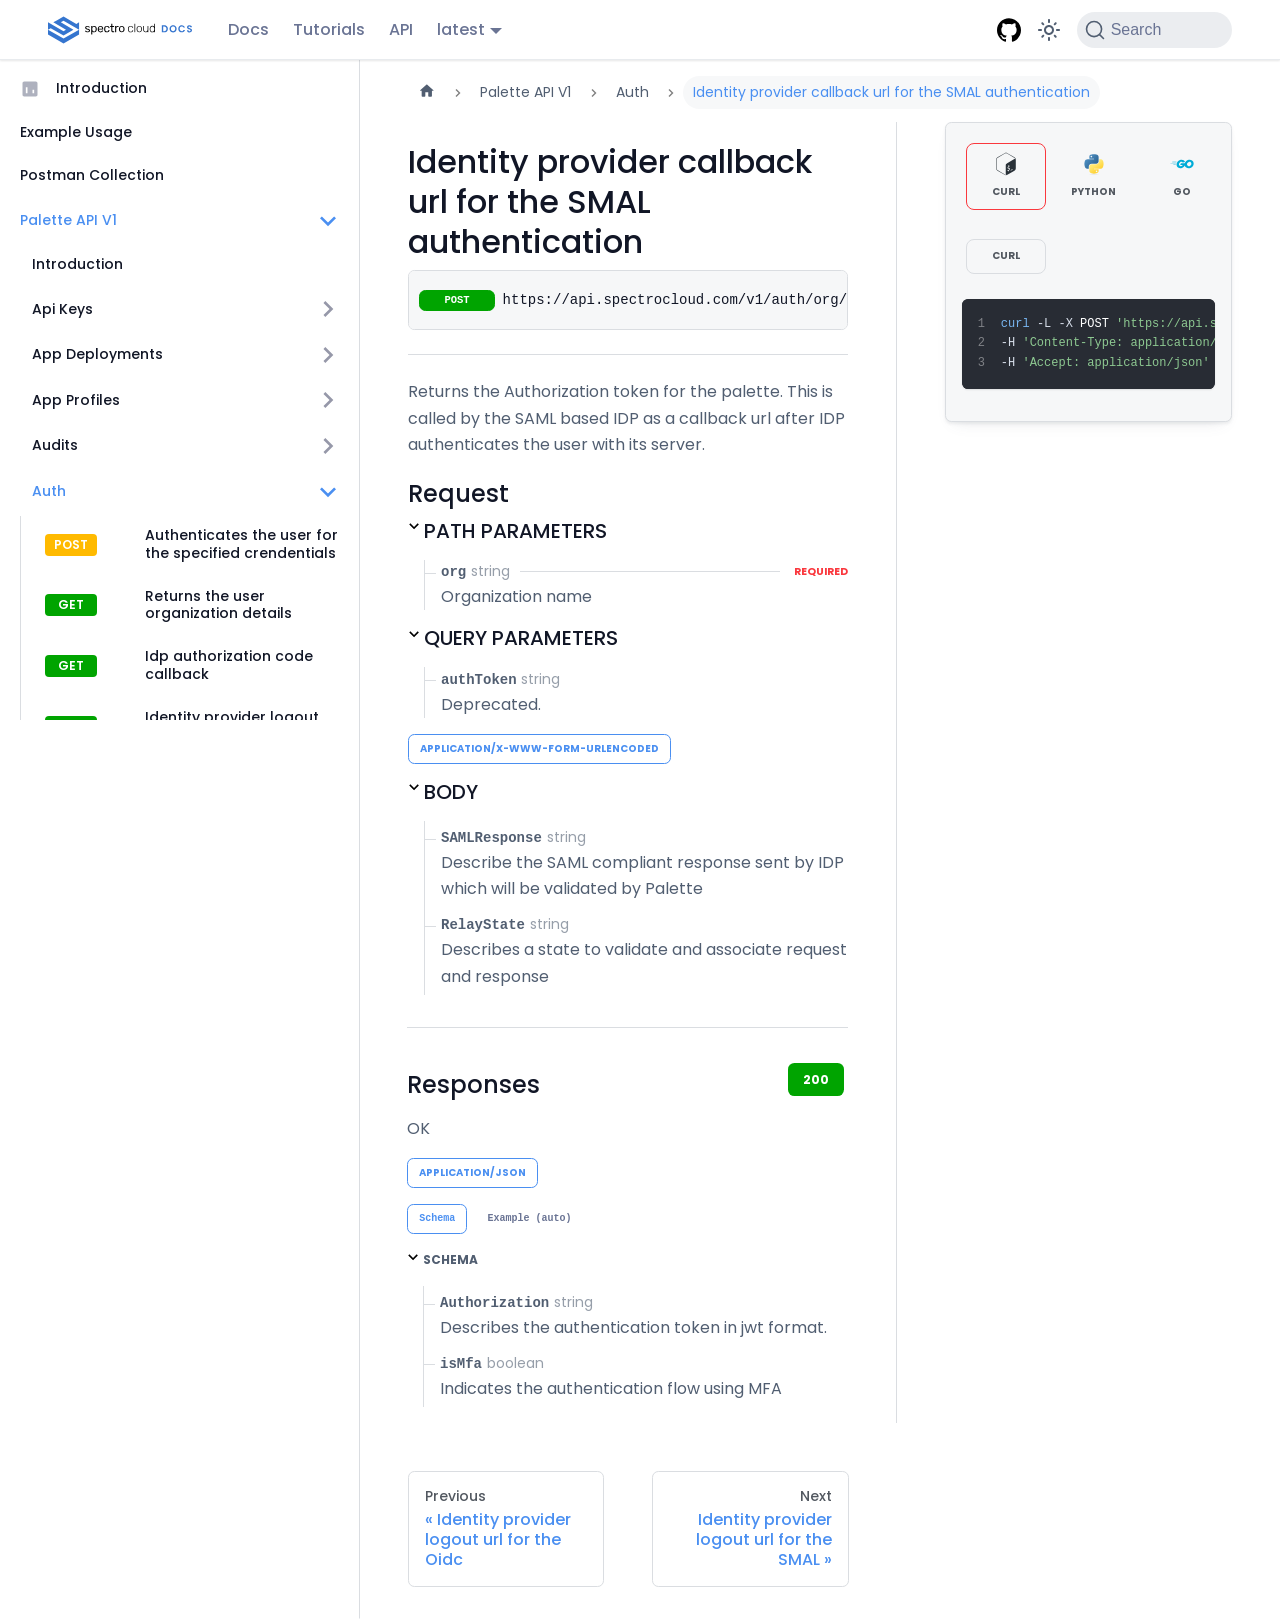 spectro cloud DOCS Docs Tutorials API latest Search
Introduction
Example Usage
Postman Collection
Palette API V1
Introduction
Api Keys
App Deployments
App Profiles
Audits
Auth
POST Authenticates the user for
the specified crendentials
GET Returns the user
organization details
GET Idp authorization code
callback
Identity provider logout
Palette API V1 > Auth > Identity provider callback url for the SMAL authentication
Identity provider callback
url for the SMAL
authentication
POST https://api.spectrocloud.com/v1/auth/org/
Returns the Authorization token for the palette. This is
called by the SAML based IDP as a callback url after IDP
authenticates the user with its server.
Request
PATH PARAMETERS
org string REQUIRED
Organization name
QUERY PARAMETERS
authToken string
Deprecated.
APPLICATION/X-WWW-FORM-URLENCODED
BODY
SAMLResponse string
Describe the SAML compliant response sent by IDP
which will be validated by Palette
RelayState string
Describes a state to validate and associate request
and response
Responses 200
OK
APPLICATION/JSON
Schema Example (auto)
SCHEMA
Authorization string
Describes the authentication token in jwt format.
isMfa boolean
Indicates the authentication flow using MFA
Previous
« Identity provider
logout url for the
Oidc
Next
Identity provider
logout url for the
SMAL »
CURL PYTHON GO
CURL
1 curl -L -X POST 'https://api.s
2 -H 'Content-Type: application/
3 -H 'Accept: application/json'